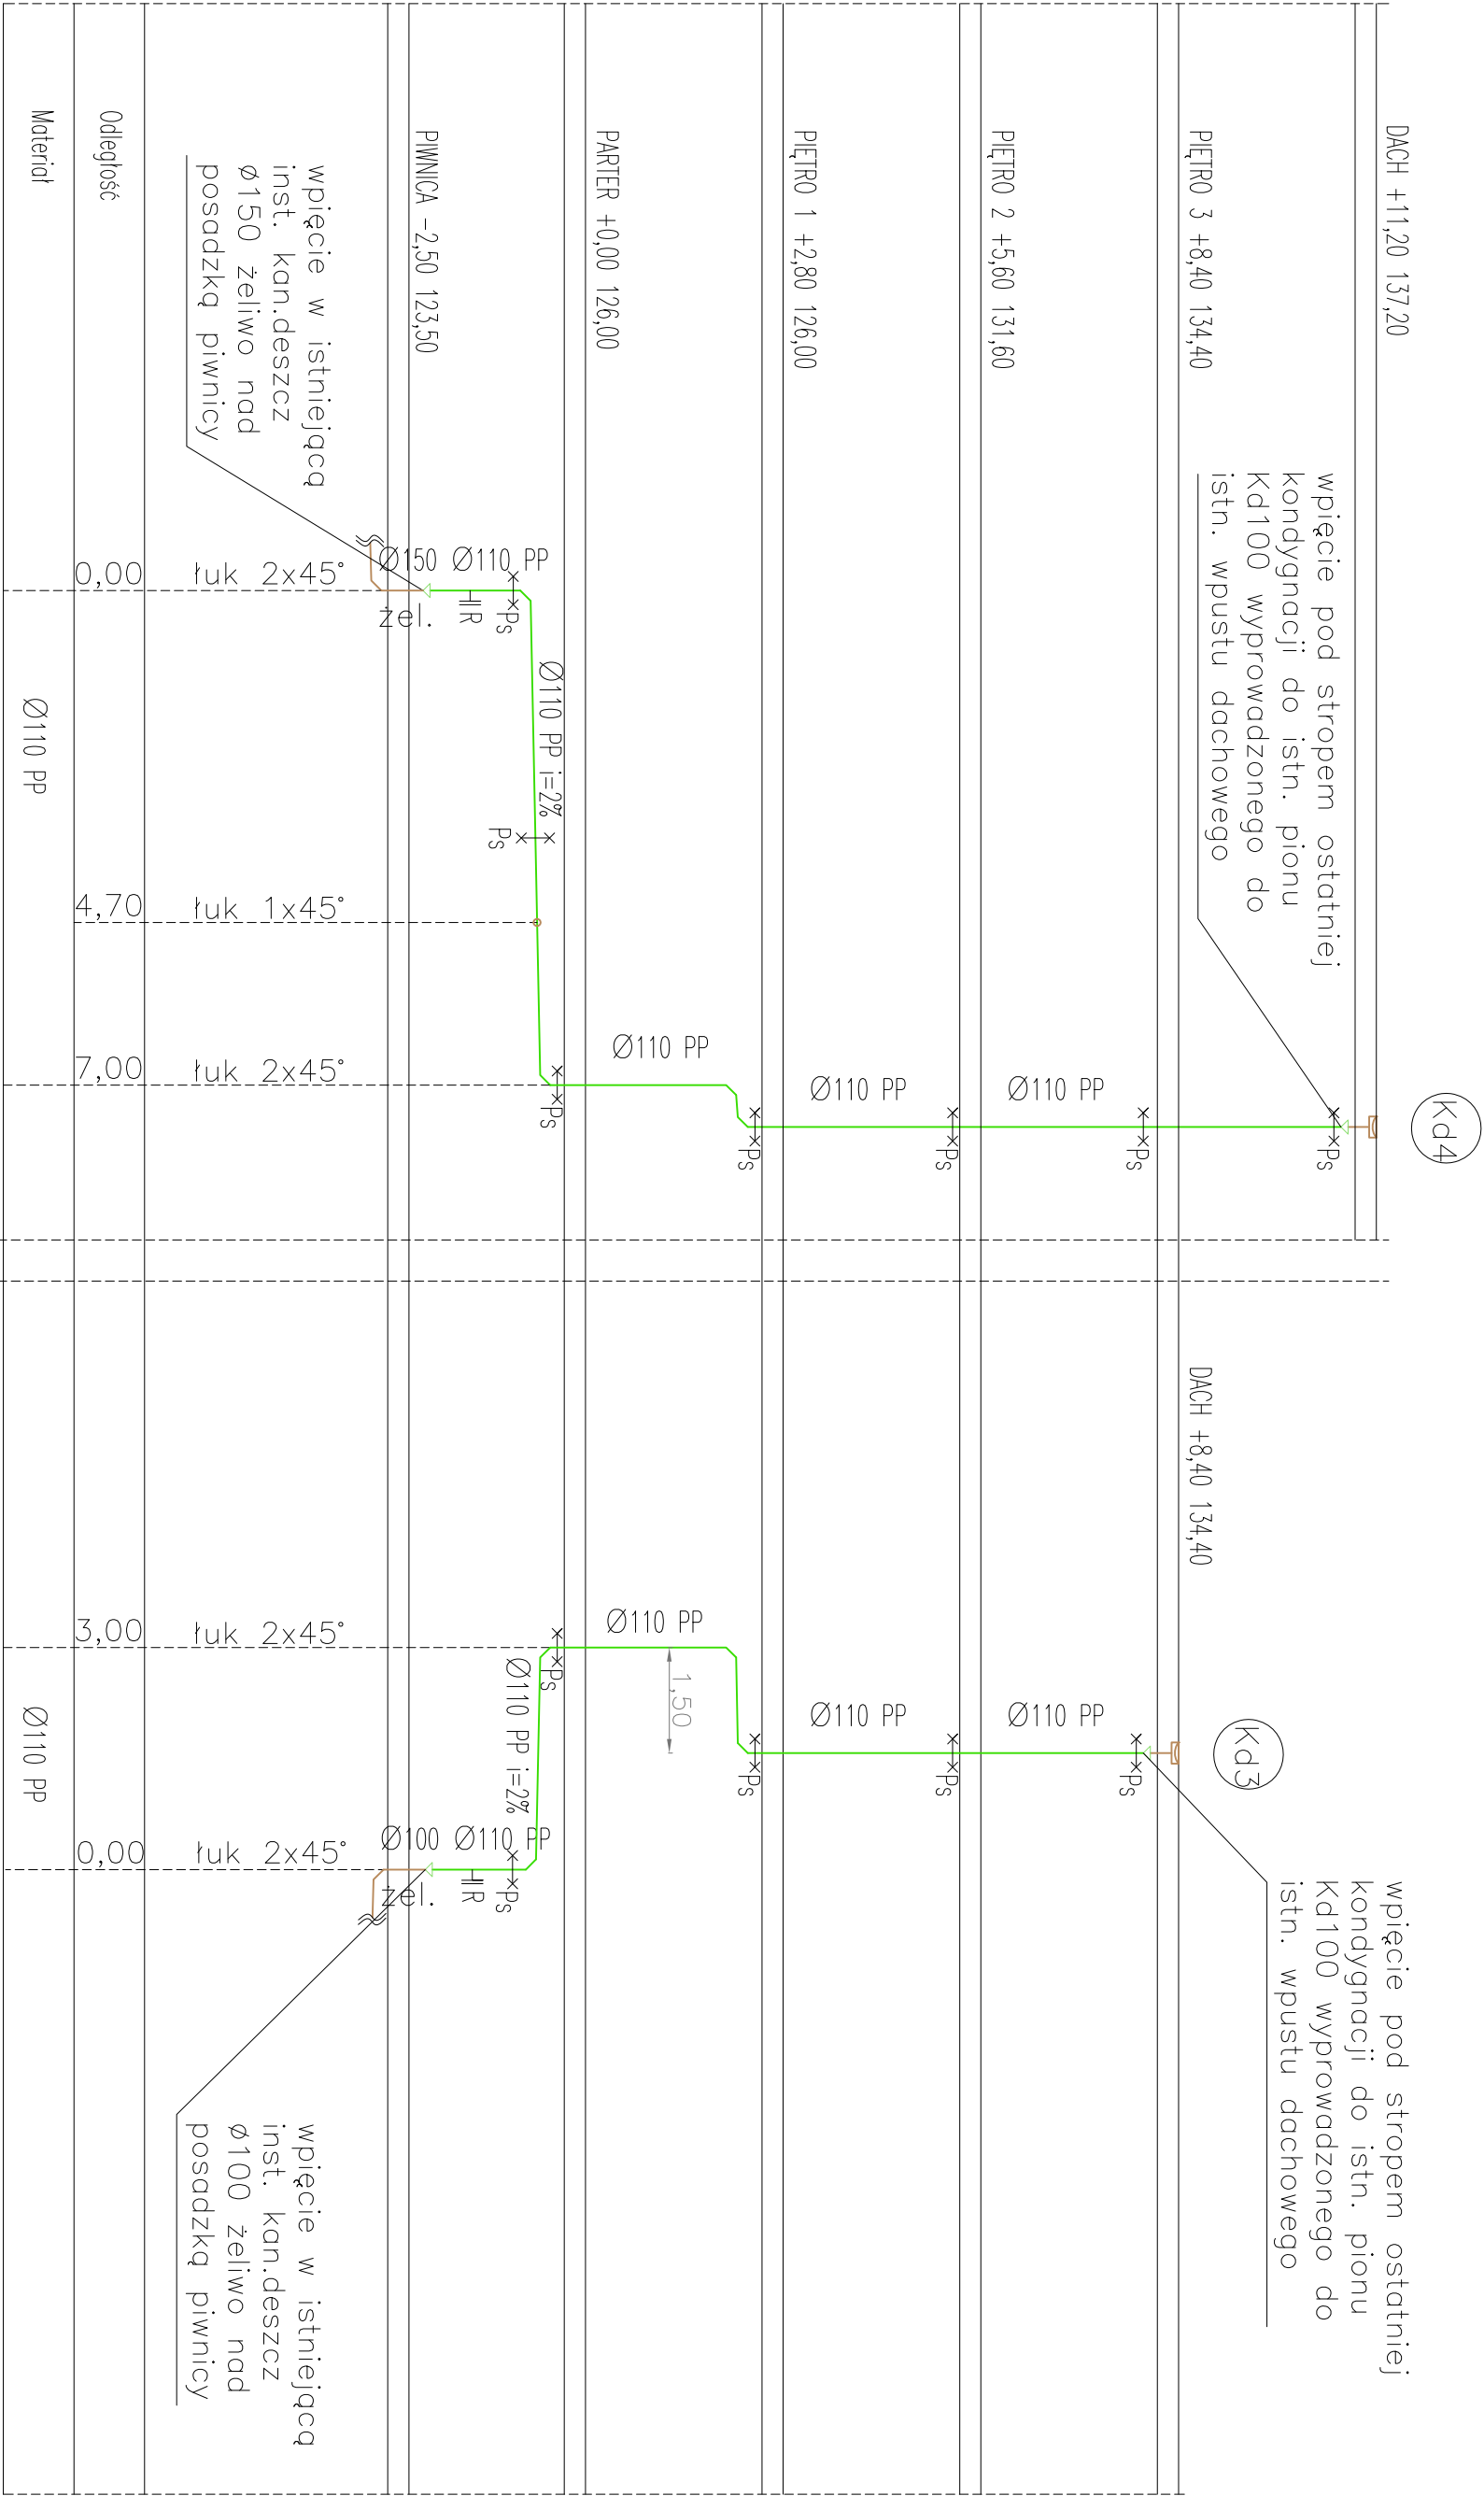 Kd4
DACH +11,20 137,20
wpięcie pod stropem ostatniej
kondygnacji do istn. pionu
Kd100 wyprowadzonego do
istn. wpustu dachowego
Ps
PIĘTRO 3 +8,40 134,40
Ps
Ø110 PP
PIĘTRO 2 +5,60 131,60
Ps
Ø110 PP
PIĘTRO 1 +2,80 126,00
Ps
Ø110 PP
PARTER +0,00 126,00
Ps
Ø110 PP i=2%
Ps
Ø110 PP
Ps
R
PIWNICA -2,50 123,50
Ø150
żel.
wpięcie w istniejącą
inst. kan.deszcz
ø150 żeliwo nad
posadzką piwnicy
łuk 2x45°
łuk 1x45°
łuk 2x45°
Odległość
0,00
4,70
7,00
Materiał
Ø110 PP
wpięcie pod stropem ostatniej
kondygnacji do istn. pionu
Kd100 wyprowadzonego do
istn. wpustu dachowego
Kd3
DACH +8,40 134,40
Ps
Ø110 PP
Ps
Ø110 PP
Ps
Ø110 PP
1,50
Ps
Ø110 PP i=2%
Ø110 PP
Ps
R
Ø100
żel.
wpięcie w istniejącą
inst. kan.deszcz
ø100 żeliwo nad
posadzką piwnicy
łuk 2x45°
łuk 2x45°
3,00
0,00
Ø110 PP